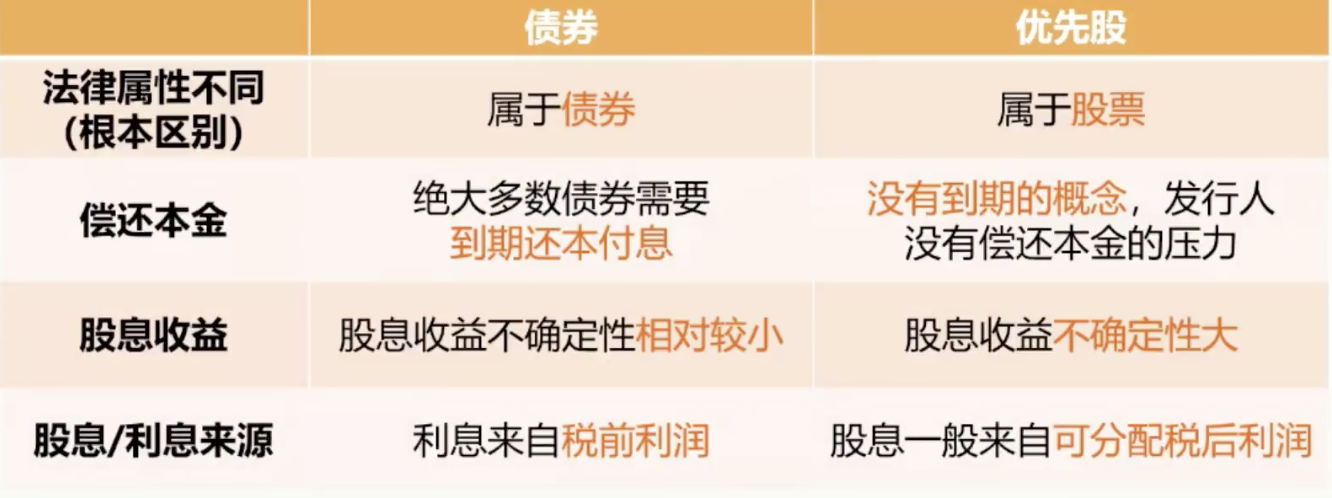 债券
优先股
法律属性不同
（根本区别）
属于债券
属于股票
偿还本金
绝大多数债券需要
到期还本付息
没有到期的概念，发行人
没有偿还本金的压力
股息收益
股息收益不确定性相对较小
股息收益不确定性大
股息/利息来源
利息来自税前利润
股息一般来自可分配税后利润